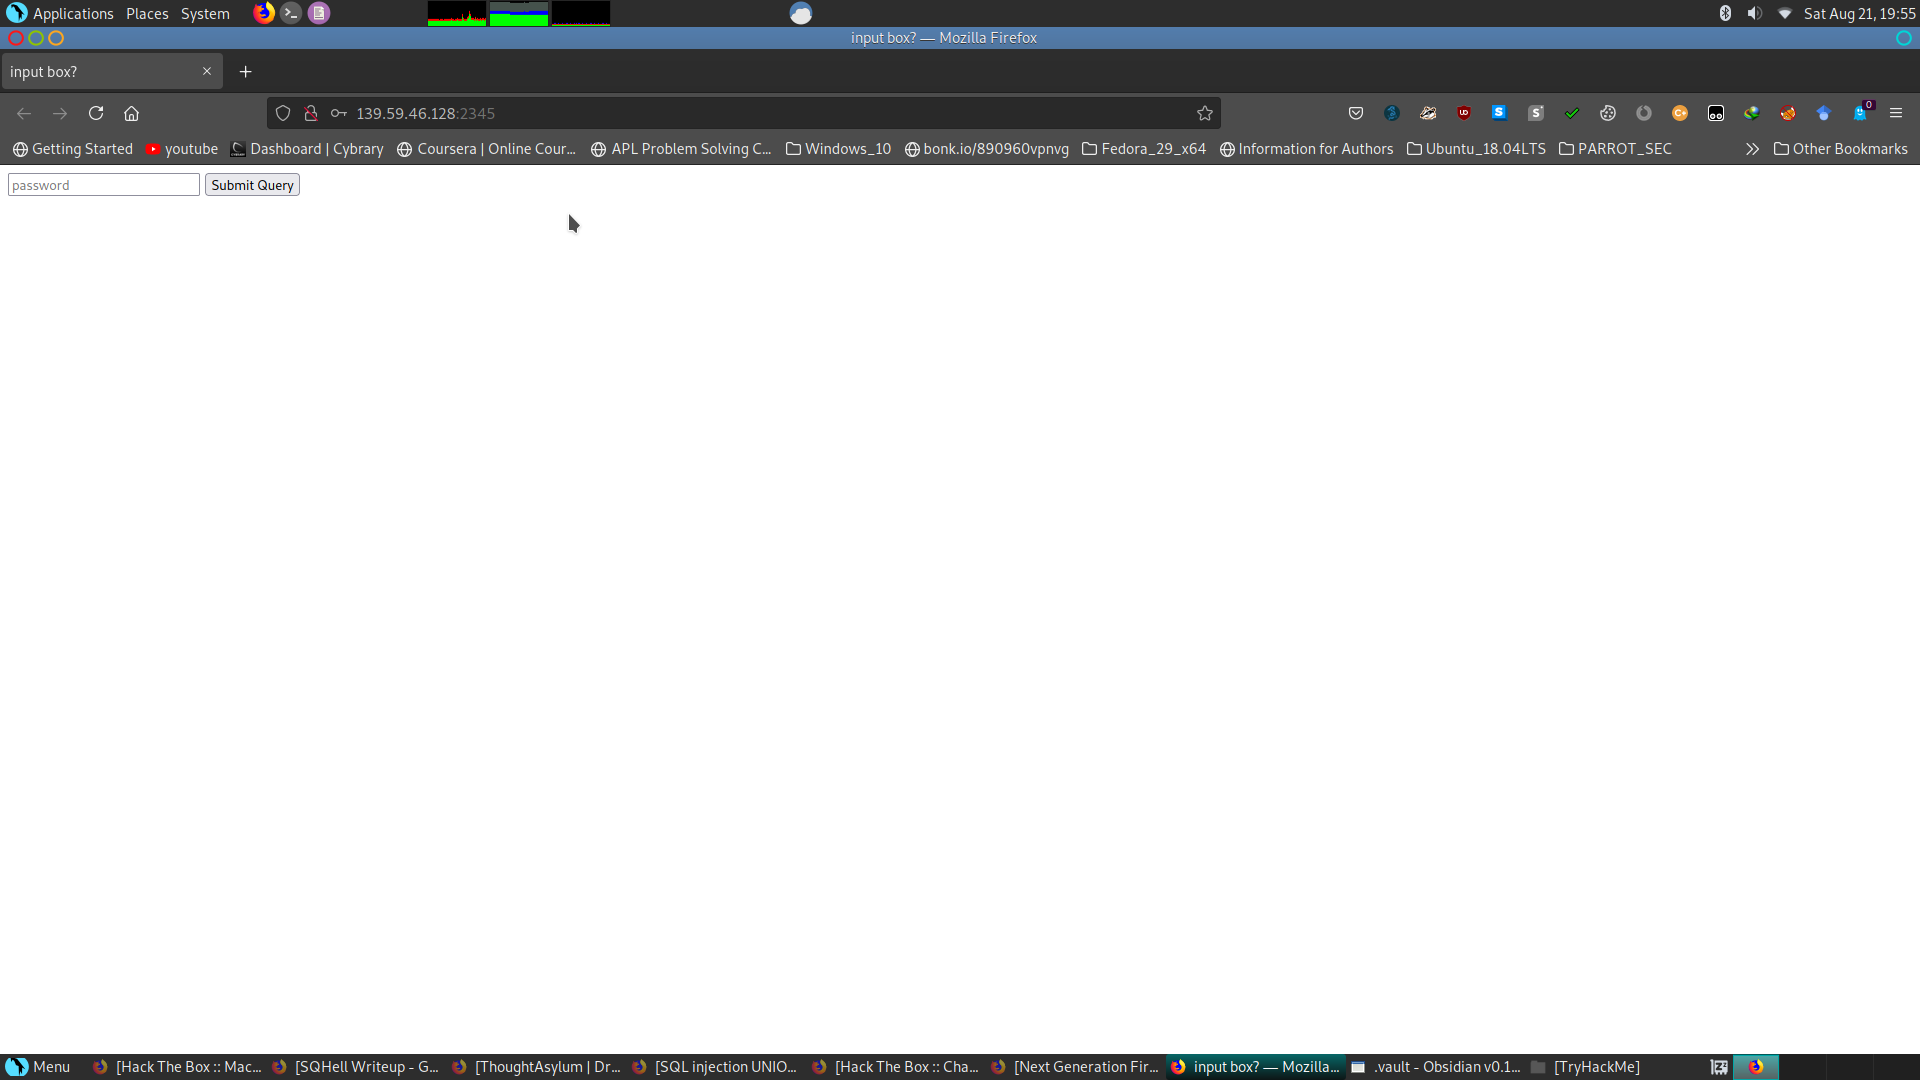 Applications Places System Sat Aug 21, 19:55
input box? — Mozilla Firefox
input box?
139.59.46.128:2345 0
Getting Started youtube Dashboard | Cybrary Coursera | Online Cour... APL Problem Solving C... Windows_10 bonk.io/890960vpnvg Fedora_29_x64 Information for Authors Ubuntu_18.04LTS PARROT_SEC Other Bookmarks
password Submit Query
Menu [Hack The Box :: Mac... [SQHell Writeup - G... [ThoughtAsylum | Dr... [SQL injection UNIO... [Hack The Box :: Cha... [Next Generation Fir... input box? — Mozilla... .vault - Obsidian v0.1... [TryHackMe]